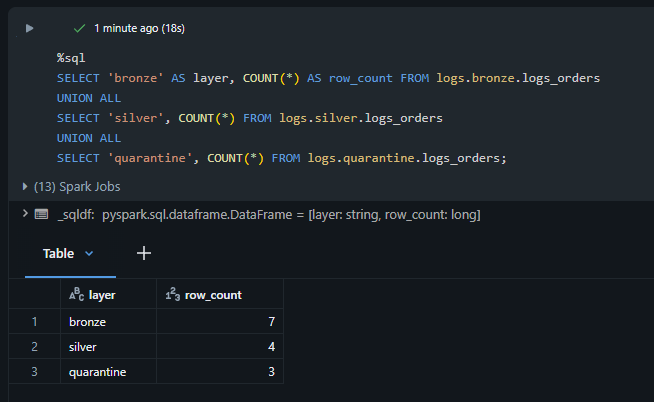 1 minute ago (18s)
%sql
SELECT 'bronze' AS layer, COUNT(*) AS row_count FROM logs.bronze.logs_orders
UNION ALL
SELECT 'silver', COUNT(*) FROM logs.silver.logs_orders
UNION ALL
SELECT 'quarantine', COUNT(*) FROM logs.quarantine.logs_orders;
(13) Spark Jobs
_sqldf: pyspark.sql.dataframe.DataFrame = [layer: string, row_count: long]
Table
ABC layer 123 row_count
1 bronze 7
2 silver 4
3 quarantine 3